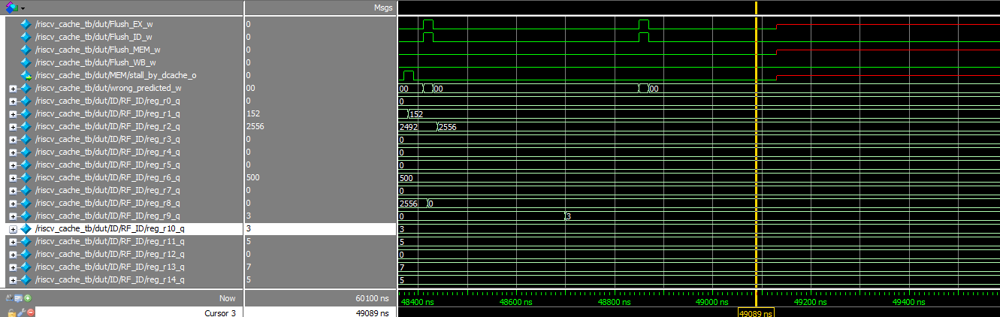 Msgs
/riscv_cache_tb/dut/Flush_EX_w 0
/riscv_cache_tb/dut/Flush_ID_w 0
/riscv_cache_tb/dut/Flush_MEM_w 0
/riscv_cache_tb/dut/Flush_WB_w 0
/riscv_cache_tb/dut/MEM/stall_by_dcache_o 0
/riscv_cache_tb/dut/wrong_predicted_w 00 00 00 00
/riscv_cache_tb/dut/ID/RF_ID/reg_r0_q 0 0
/riscv_cache_tb/dut/ID/RF_ID/reg_r1_q 152 152
/riscv_cache_tb/dut/ID/RF_ID/reg_r2_q 2556 2492 2556
/riscv_cache_tb/dut/ID/RF_ID/reg_r3_q 0 0
/riscv_cache_tb/dut/ID/RF_ID/reg_r4_q 0 0
/riscv_cache_tb/dut/ID/RF_ID/reg_r5_q 0 0
/riscv_cache_tb/dut/ID/RF_ID/reg_r6_q 500 500
/riscv_cache_tb/dut/ID/RF_ID/reg_r7_q 0 0
/riscv_cache_tb/dut/ID/RF_ID/reg_r8_q 0 2556 0
/riscv_cache_tb/dut/ID/RF_ID/reg_r9_q 3 0 3
/riscv_cache_tb/dut/ID/RF_ID/reg_r10_q 3 3
/riscv_cache_tb/dut/ID/RF_ID/reg_r11_q 5 5
/riscv_cache_tb/dut/ID/RF_ID/reg_r12_q 0 0
/riscv_cache_tb/dut/ID/RF_ID/reg_r13_q 7 7
/riscv_cache_tb/dut/ID/RF_ID/reg_r14_q 5 5
Now 60100 ns 48400 ns 48600 ns 48800 ns 49000 ns 49200 ns 49400 ns
Cursor 3 49089 ns 49089 ns